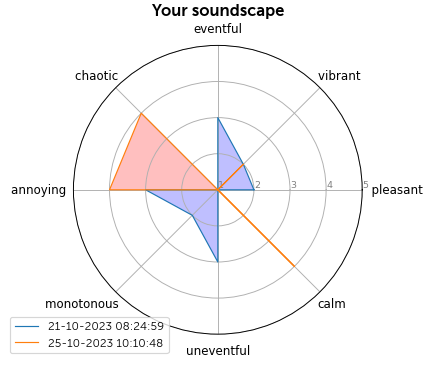 Your soundscape
eventful
chaotic
vibrant
annoying
1
2
3
4
5
pleasant
monotonous
calm
21-10-2023 08:24:59
25-10-2023 10:10:48
uneventful